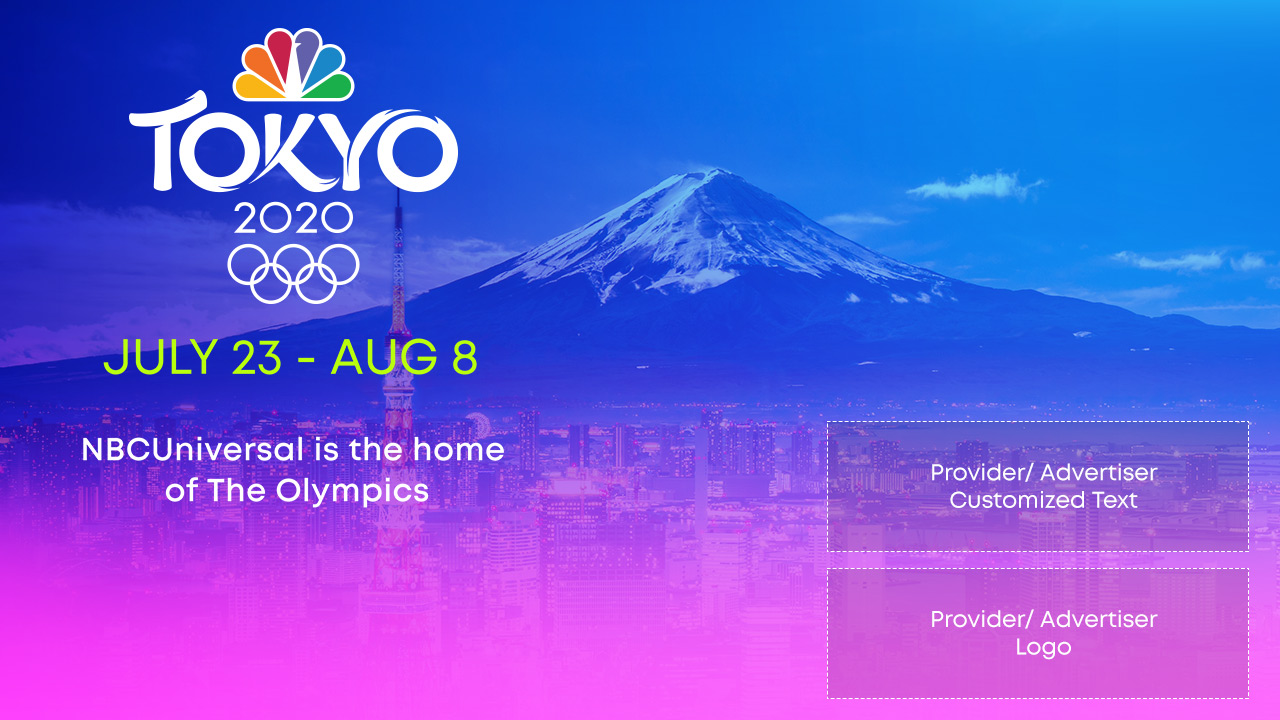 TOKYO
2020
JULY 23 - AUG 8
NBCUniversal is the home
of The Olympics
Provider/ Advertiser
Customized Text
Provider/ Advertiser
Logo